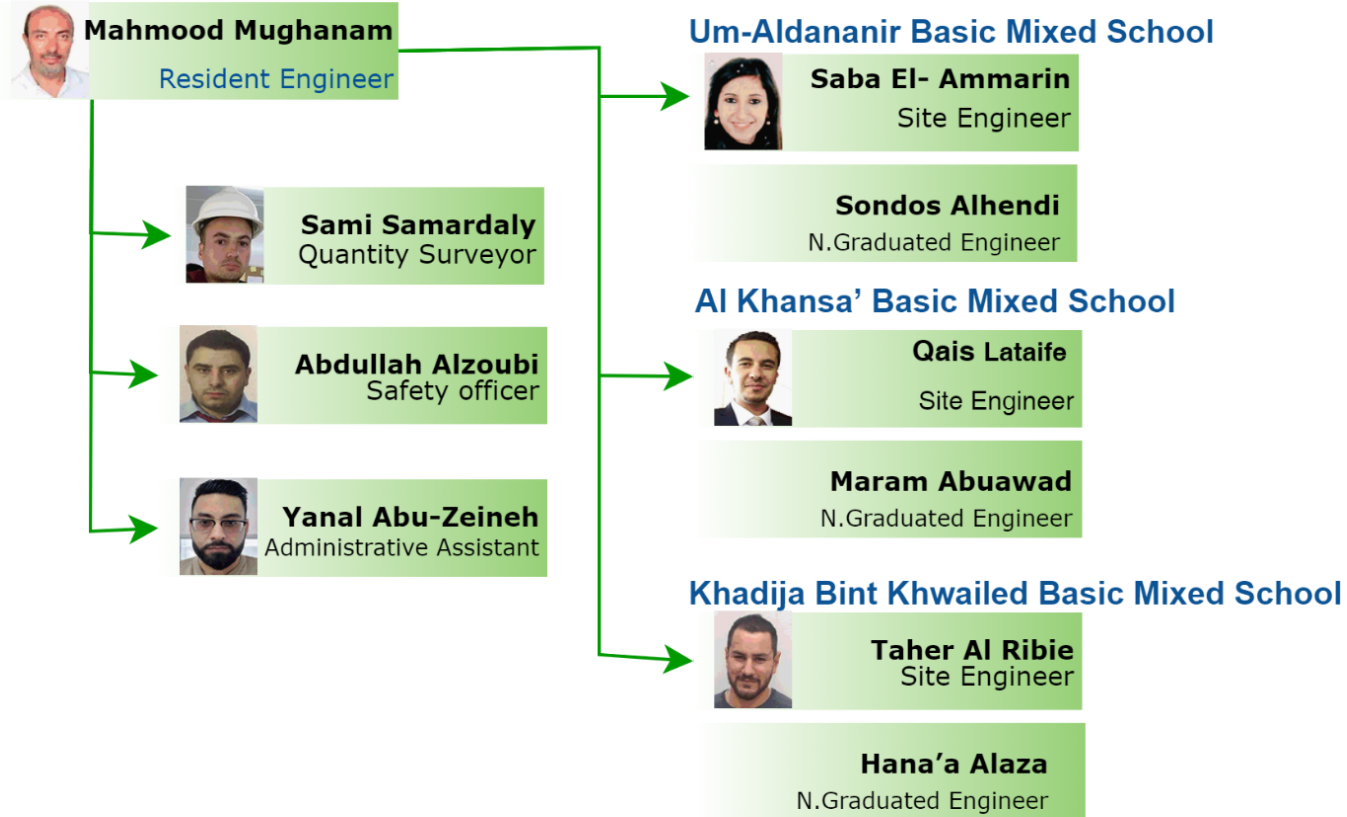 Mahmood Mughanam
Resident Engineer
Sami Samardaly
Quantity Surveyor
Abdullah Alzoubi
Safety officer
Yanal Abu-Zeineh
Administrative Assistant
Um-Aldananir Basic Mixed School
Saba El- Ammarin
Site Engineer
Sondos Alhendi
N.Graduated Engineer
Al Khansa’ Basic Mixed School
Qais Lataife
Site Engineer
Maram Abuawad
N.Graduated Engineer
Khadija Bint Khwailed Basic Mixed School
Taher Al Ribie
Site Engineer
Hana’a Alaza
N.Graduated Engineer